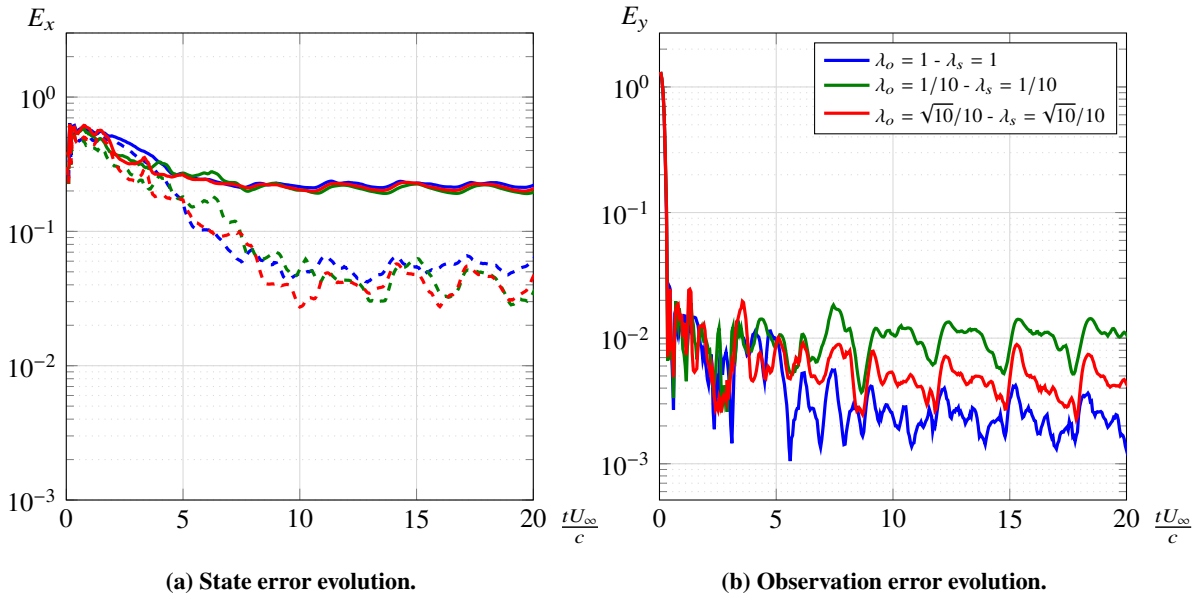 E_x
10^0
10^{-1}
10^{-2}
10^{-3}
0 5 10 15 20
tU_∞/c
(a) State error evolution.
E_y
λ_o = 1 - λ_s = 1
λ_o = 1/10 - λ_s = 1/10
λ_o = √10/10 - λ_s = √10/10
10^0
10^{-1}
10^{-2}
10^{-3}
0 5 10 15 20
tU_∞/c
(b) Observation error evolution.